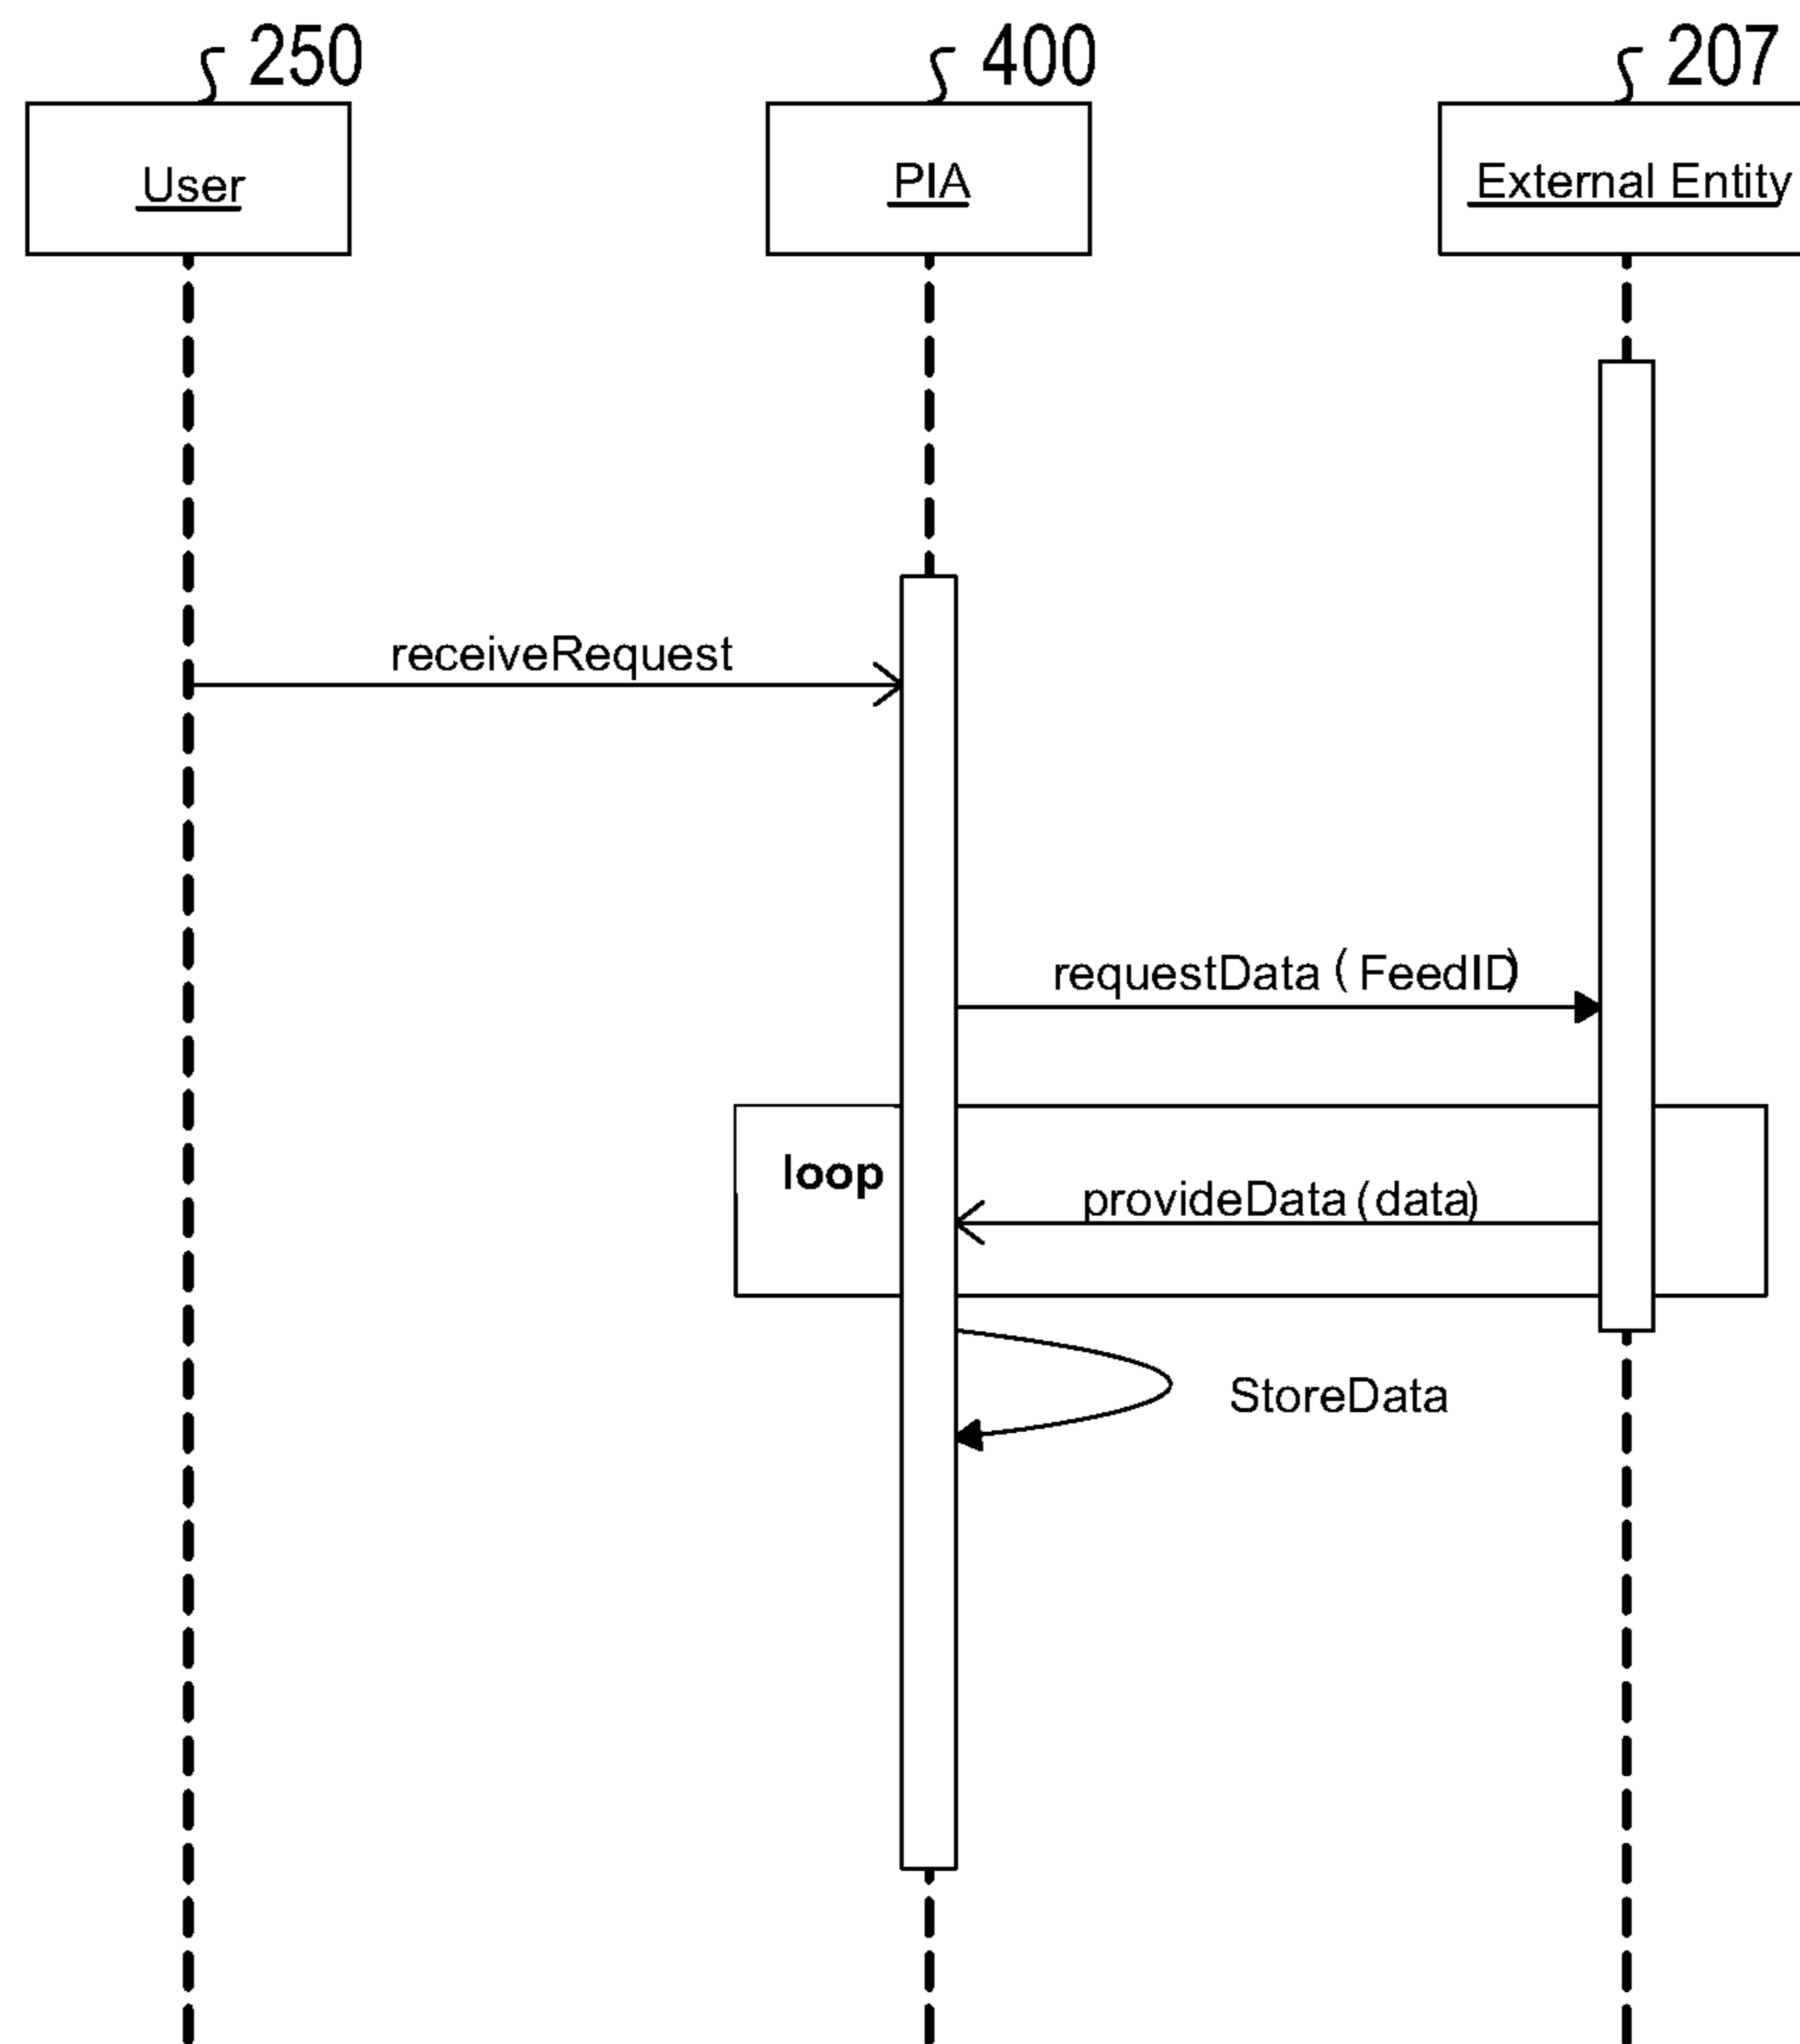 250
400
207
User
PIA
External Entity
receiveRequest
requestData (FeedID)
loop
provideData (data)
StoreData